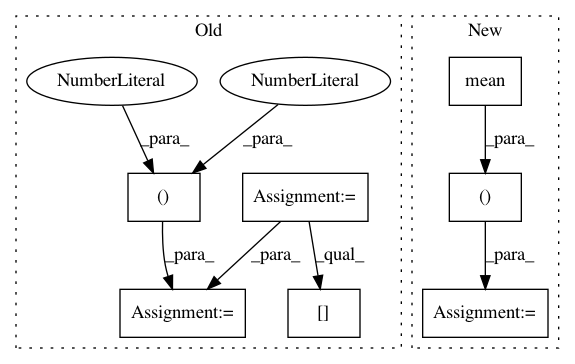 Old
New
NumberLiteral
NumberLiteral
mean
_para_
_para_
_para_
()
Assignment:=
()
_para_
_para_
_qual_
_para_
Assignment:=
[]
Assignment:=